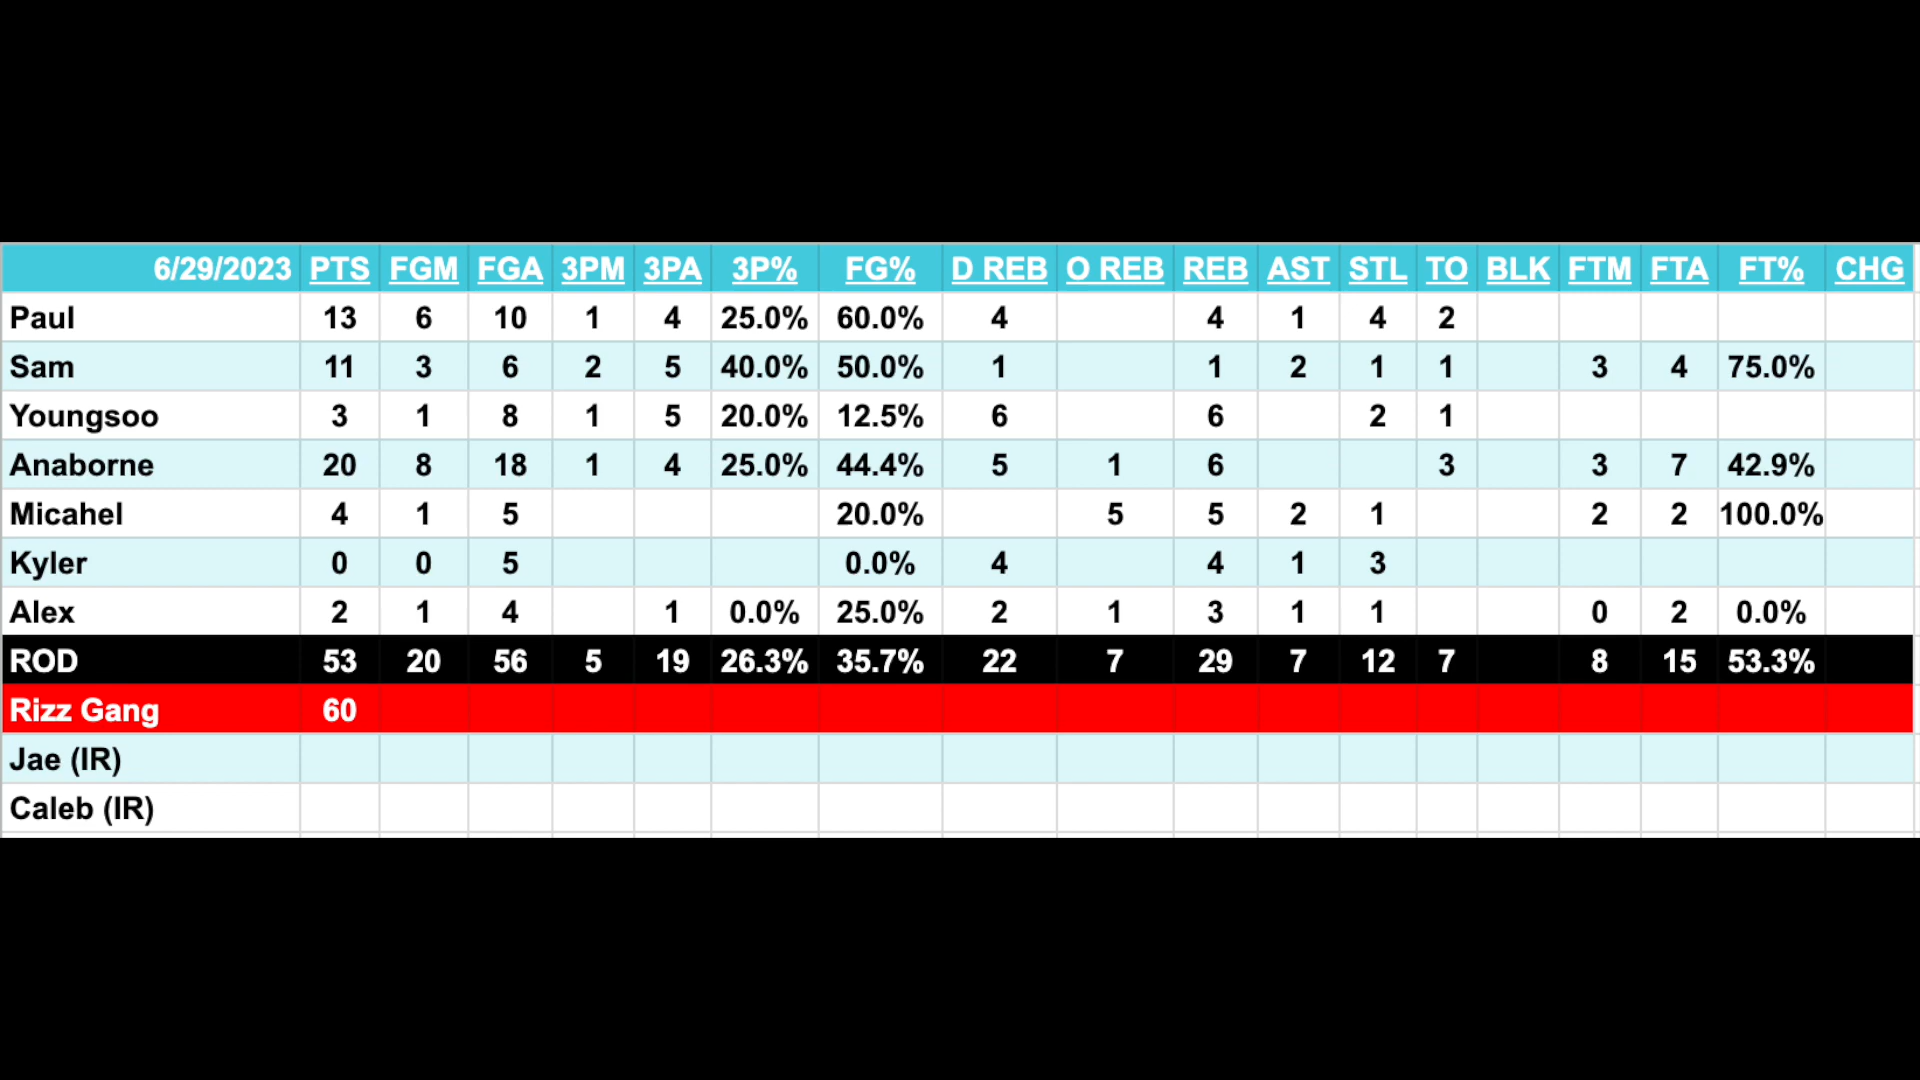 6/29/2023 PTS FGM FGA 3PM 3PA 3P% FG% D REB O REB REB AST STL TO BLK FTM FTA FT% CHG
Paul 13 6 10 1 4 25.0% 60.0% 4 4 1 4 2
Sam 11 3 6 2 5 40.0% 50.0% 1 1 2 1 1 3 4 75.0%
Youngsoo 3 1 8 1 5 20.0% 12.5% 6 6 2 1
Anaborne 20 8 18 1 4 25.0% 44.4% 5 1 6 3 3 7 42.9%
Micahel 4 1 5 20.0% 5 5 2 1 2 2 100.0%
Kyler 0 0 5 0.0% 4 4 1 3
Alex 2 1 4 1 0.0% 25.0% 2 1 3 1 1 0 2 0.0%
ROD 53 20 56 5 19 26.3% 35.7% 22 7 29 7 12 7 8 15 53.3%
Rizz Gang 60
Jae (IR)
Caleb (IR)